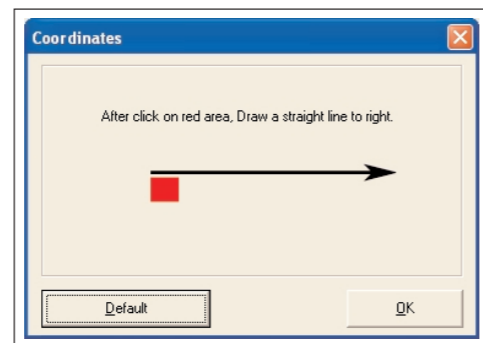 Coordinates
After click on red area, Draw a straight line to right.
Default
OK